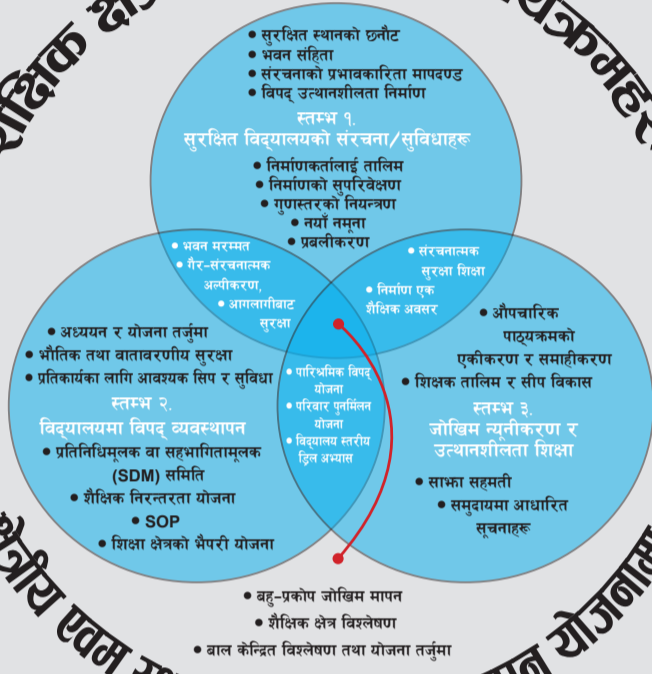 शैक्षिक
• सुरक्षित स्थानको छनौट
• भवन संहिता
• संरचनाको प्रभावकारिता मापदण्ड
• विपद् उत्थानशीलता निर्माण
स्तम्भ १.
सुरक्षित विद्यालयको संरचना/सुविधाहरू
• निर्माणकर्तालाई तालिम
• निर्माणको सुपरिवेक्षण
• गुणस्तरको नियन्त्रण
• नयाँ नमूना
• प्रबलीकरण
• भवन मरम्मत
• गैर-संरचनात्मक
अल्पीकरण,
• आगलागीबाट
सुरक्षा
• संरचनात्मक
सुरक्षा शिक्षा
• निर्माण एक
शैक्षिक अवसर
• अध्ययन र योजना तर्जुमा
• भौतिक तथा वातावरणीय सुरक्षा
• प्रतिकार्यका लागि आवश्यक सिप र सुविधा
स्तम्भ २.
विद्यालयमा विपद् व्यवस्थापन
• प्रतिनिधिमूलक वा सहभागितामूलक
(SDM) समिति
• शैक्षिक निरन्तरता योजना
• SOP
• शिक्षा क्षेत्रको भैपरी योजना
• पारिश्रमिक विपद्
योजना
• परिवार पुनर्मिलन
योजना
• विद्यालय स्तरीय
ड्रिल अभ्यास
• औपचारिक
पाठ्यक्रमको
एकीकरण र समाहीकरण
• शिक्षक तालिम र सीप विकास
स्तम्भ ३.
जोखिम न्यूनीकरण र
उत्थानशीलता शिक्षा
• साझा सहमती
• समुदायमा आधारित
सूचनाहरू
• बहु-प्रकोप जोखिम मापन
• शैक्षिक क्षेत्र विश्लेषण
• बाल केन्द्रित विश्लेषण तथा योजना तर्जुमा
क्षेत्रीय एवम
योजनामा